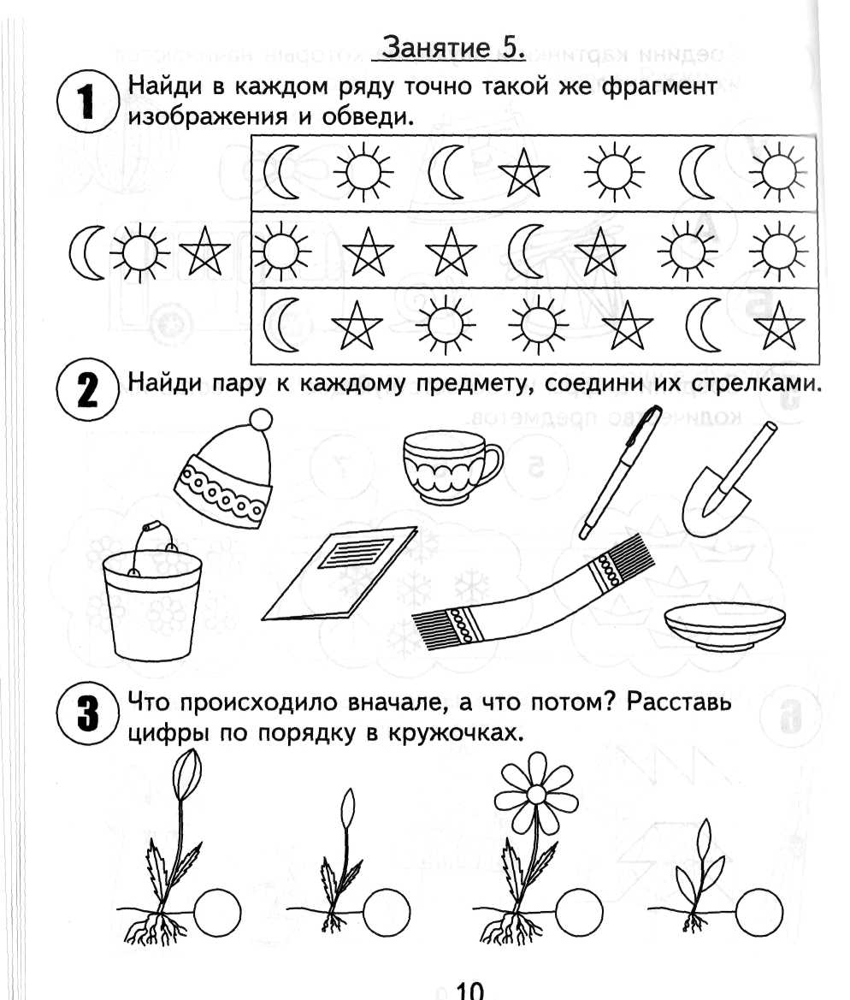 Занятие 5.
1
Найди в каждом ряду точно такой же фрагмент
изображения и обведи.
2
Найди пару к каждому предмету, соедини их стрелками.
3
Что происходило вначале, а что потом? Расставь
цифры по порядку в кружочках.
10